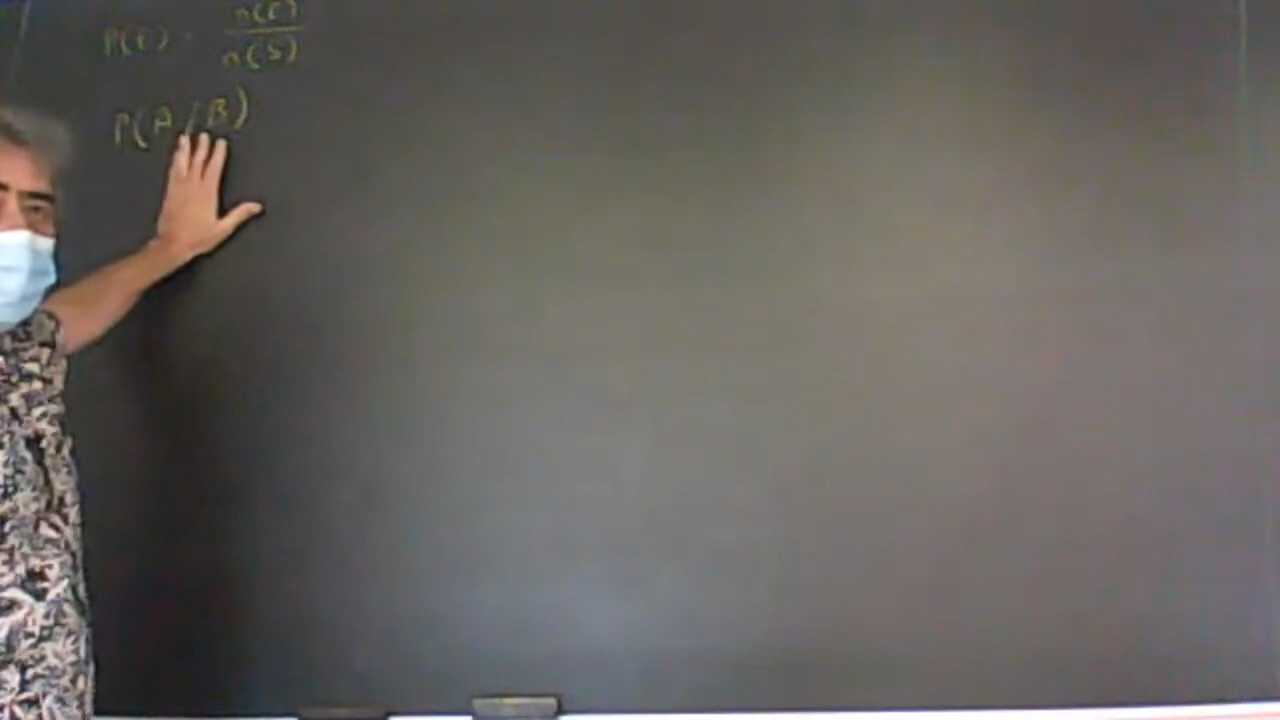 P(E) = n(E) / n(S)
P(A/B)